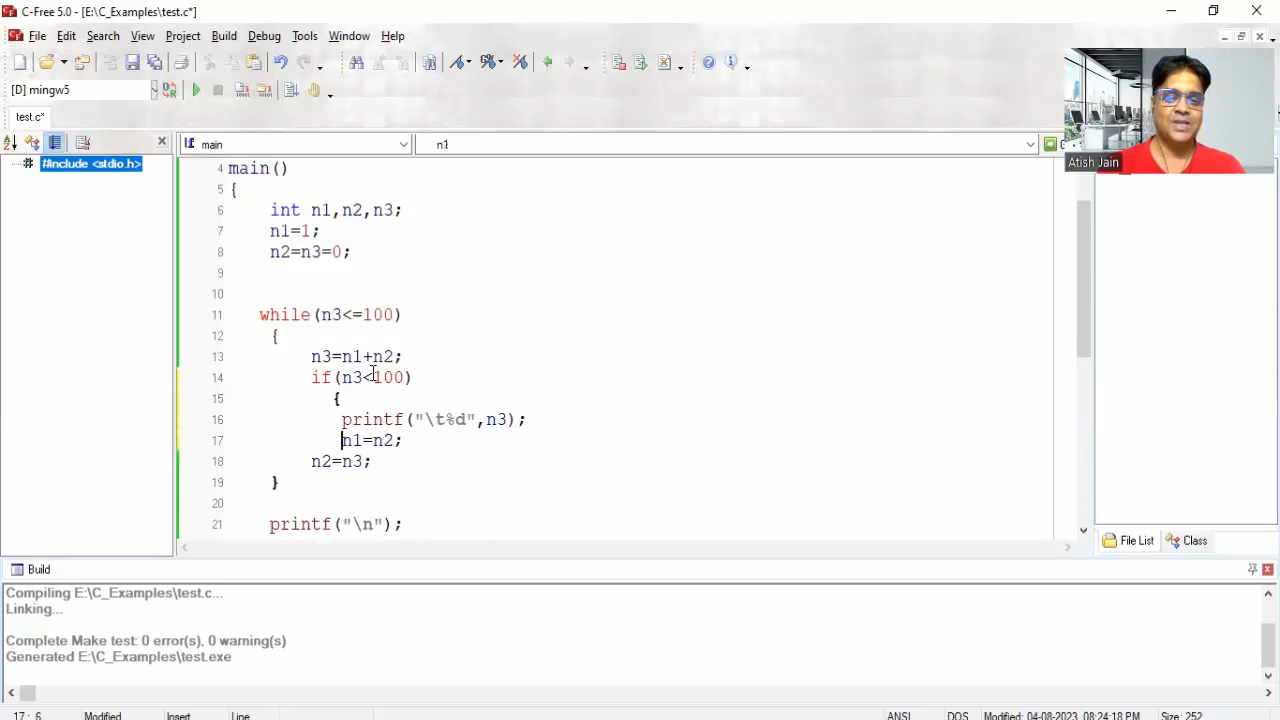 C-Free 5.0 - [E:\C_Examples\test.c*]
File Edit Search View Project Build Debug Tools Window Help
[D] mingw5
test.c*
main
n1
#include <stdio.h>
Atish Jain
4 main()
5 {
6 int n1,n2,n3;
7 n1=1;
8 n2=n3=0;
9
10
11 while(n3<=100)
12 {
13 n3=n1+n2;
14 if(n3<100)
15 {
16 printf("\t%d",n3);
17 n1=n2;
18 n2=n3;
19 }
20
21 printf("\n");
File List Class
Build
Compiling E:\C_Examples\test.c...
Linking...
Complete Make test: 0 error(s), 0 warning(s)
Generated E:\C_Examples\test.exe
17: 6 Modified Insert Line ANSI DOS Modified: 04-08-2023, 08:24:18 PM Size: 252